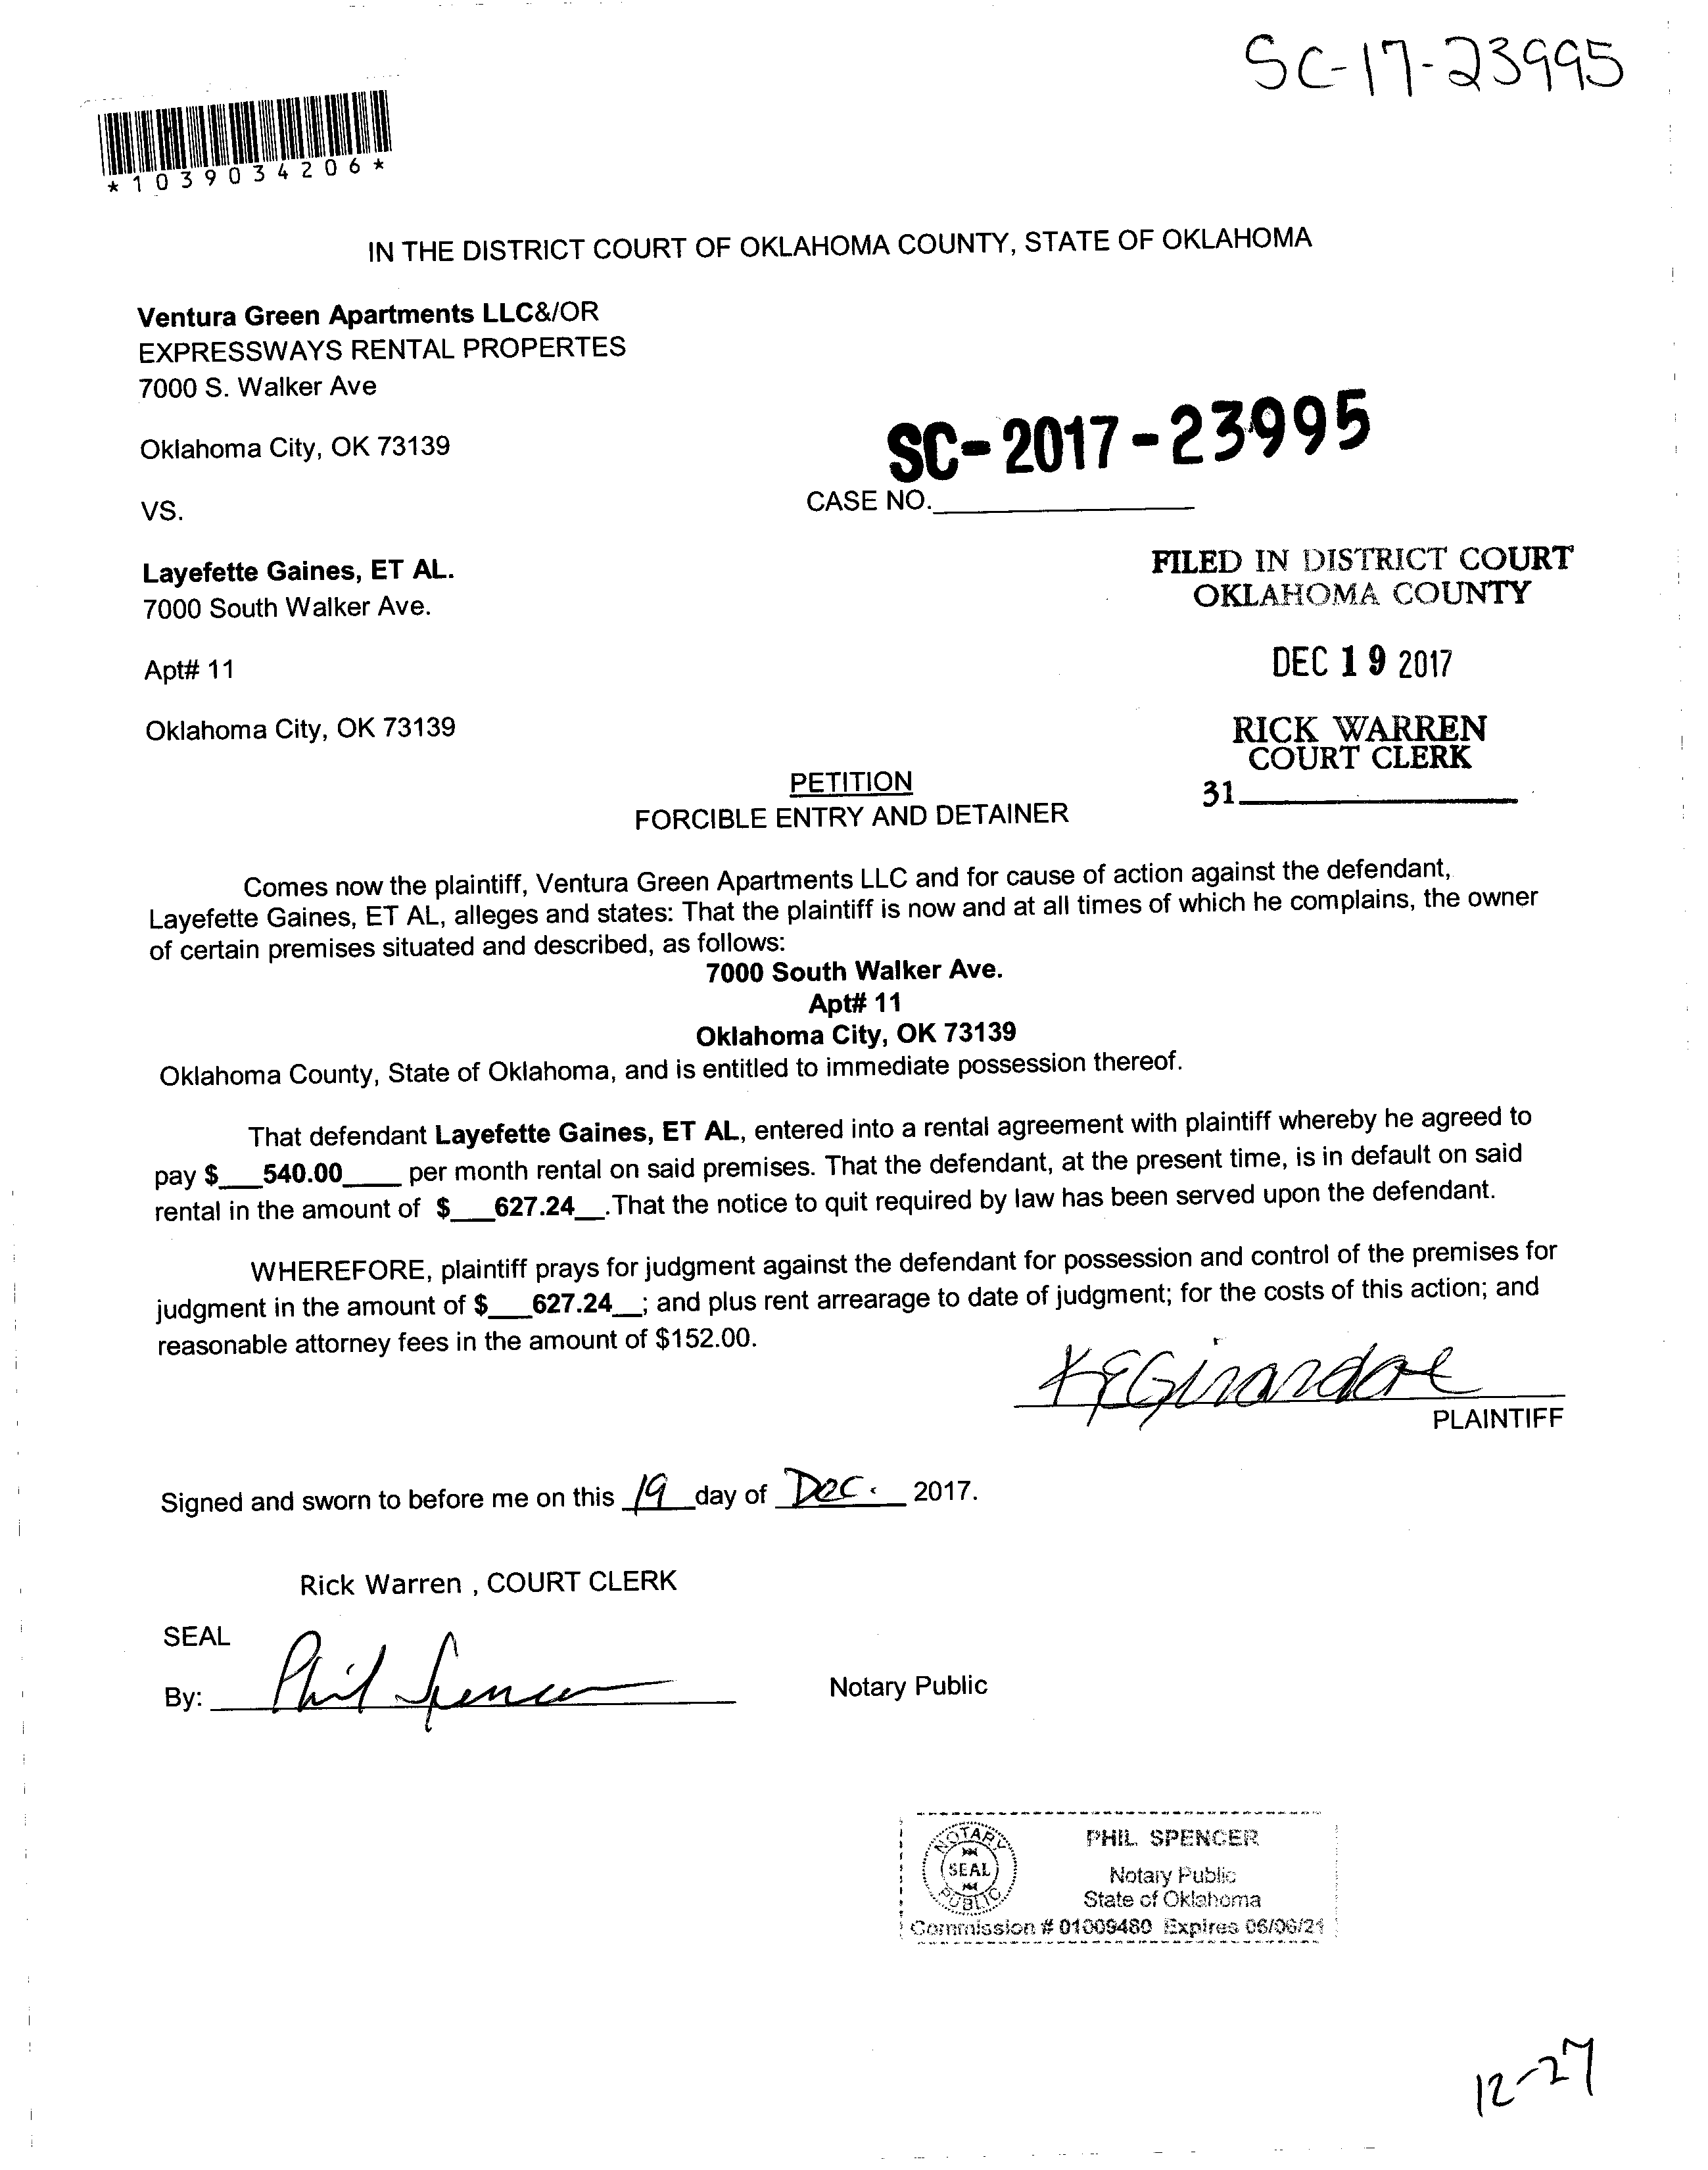 SC-17-23995
*1039034206*
IN THE DISTRICT COURT OF OKLAHOMA COUNTY, STATE OF OKLAHOMA
Ventura Green Apartments LLC&/OR
EXPRESSWAYS RENTAL PROPERTES
7000 S. Walker Ave
Oklahoma City, OK 73139
SC-2017-23995
VS.
CASE NO.
Layefette Gaines, ET AL.
7000 South Walker Ave.
Apt# 11
Oklahoma City, OK 73139
FILED IN DISTRICT COURT
OKLAHOMA COUNTY
DEC 19 2017
RICK WARREN
COURT CLERK
31
PETITION
FORCIBLE ENTRY AND DETAINER
Comes now the plaintiff, Ventura Green Apartments LLC and for cause of action against the defendant,
Layefette Gaines, ET AL, alleges and states: That the plaintiff is now and at all times of which he complains, the owner
of certain premises situated and described, as follows:
7000 South Walker Ave.
Apt# 11
Oklahoma City, OK 73139
Oklahoma County, State of Oklahoma, and is entitled to immediate possession thereof.
That defendant Layefette Gaines, ET AL, entered into a rental agreement with plaintiff whereby he agreed to
pay $___540.00____ per month rental on said premises. That the defendant, at the present time, is in default on said
rental in the amount of $___627.24__.That the notice to quit required by law has been served upon the defendant.
WHEREFORE, plaintiff prays for judgment against the defendant for possession and control of the premises for
judgment in the amount of $___627.24__; and plus rent arrearage to date of judgment; for the costs of this action; and
reasonable attorney fees in the amount of $152.00.
PLAINTIFF
Signed and sworn to before me on this 19 day of Dec. 2017.
Rick Warren , COURT CLERK
SEAL
By: Phil Spencer
Notary Public
NOTARY
SEAL
PUBLIC
PHIL SPENCER
Notary Public
State of Oklahoma
Commission # 01009480 Expires 06/06/21
12-27